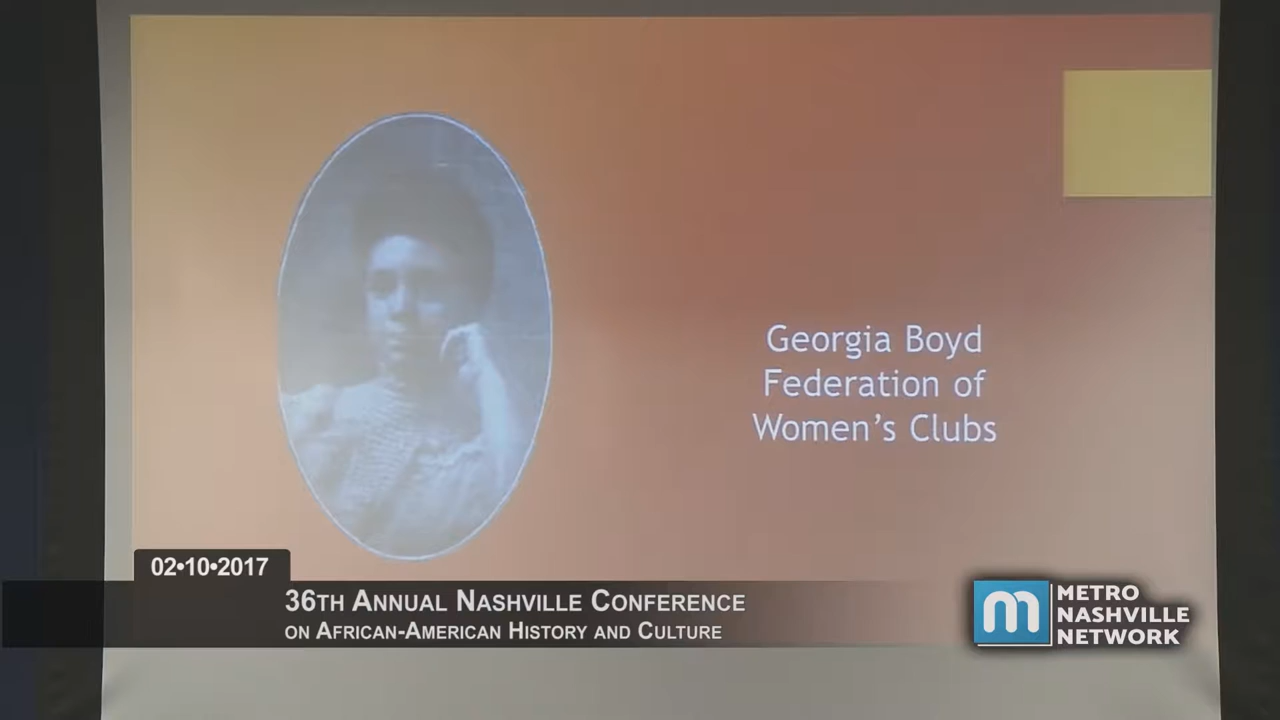 Georgia Boyd
Federation of
Women's Clubs
02•10•2017
36TH ANNUAL NASHVILLE CONFERENCE
ON AFRICAN-AMERICAN HISTORY AND CULTURE
m METRO
NASHVILLE
NETWORK